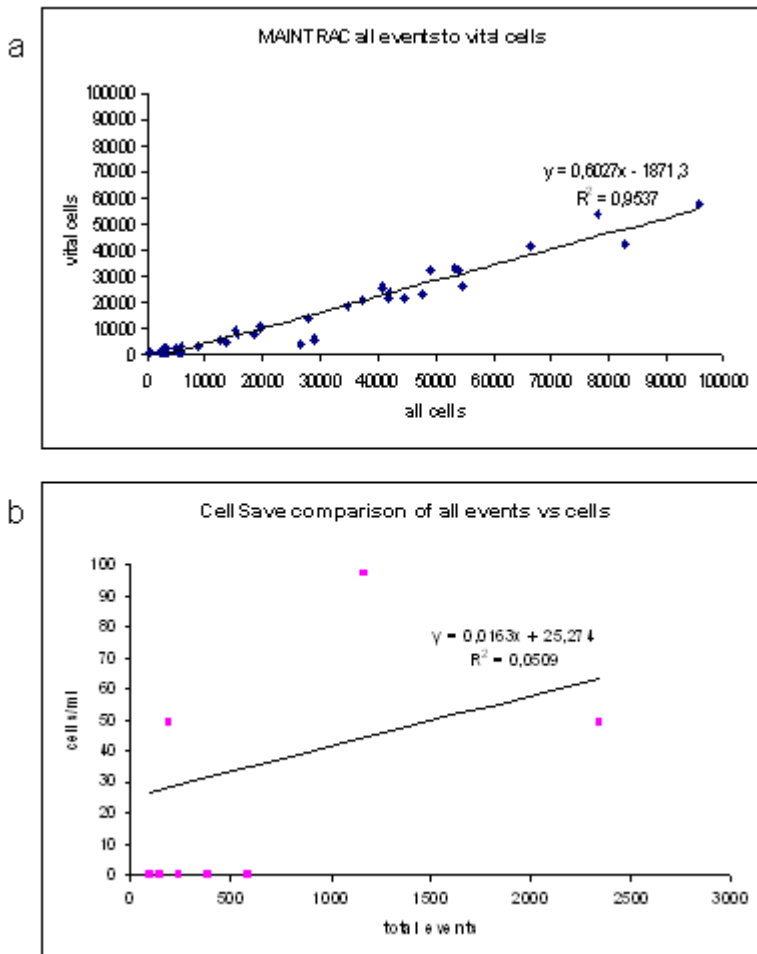 a
MAINTRAC all events to vital cells
100000
90000
80000
70000
60000
50000
40000
30000
20000
10000
0
vital cells
y = 0,6027x - 1871,3
R² = 0,9537
0 10000 20000 30000 40000 50000 60000 70000 80000 90000 100000
all cells
b
Cell Save comparison of all events vs cells
100
90
80
70
60
50
40
30
20
10
0
cells/ml
y = 0,0163x + 25,274
R² = 0,0509
0 500 1000 1500 2000 2500 3000
total events